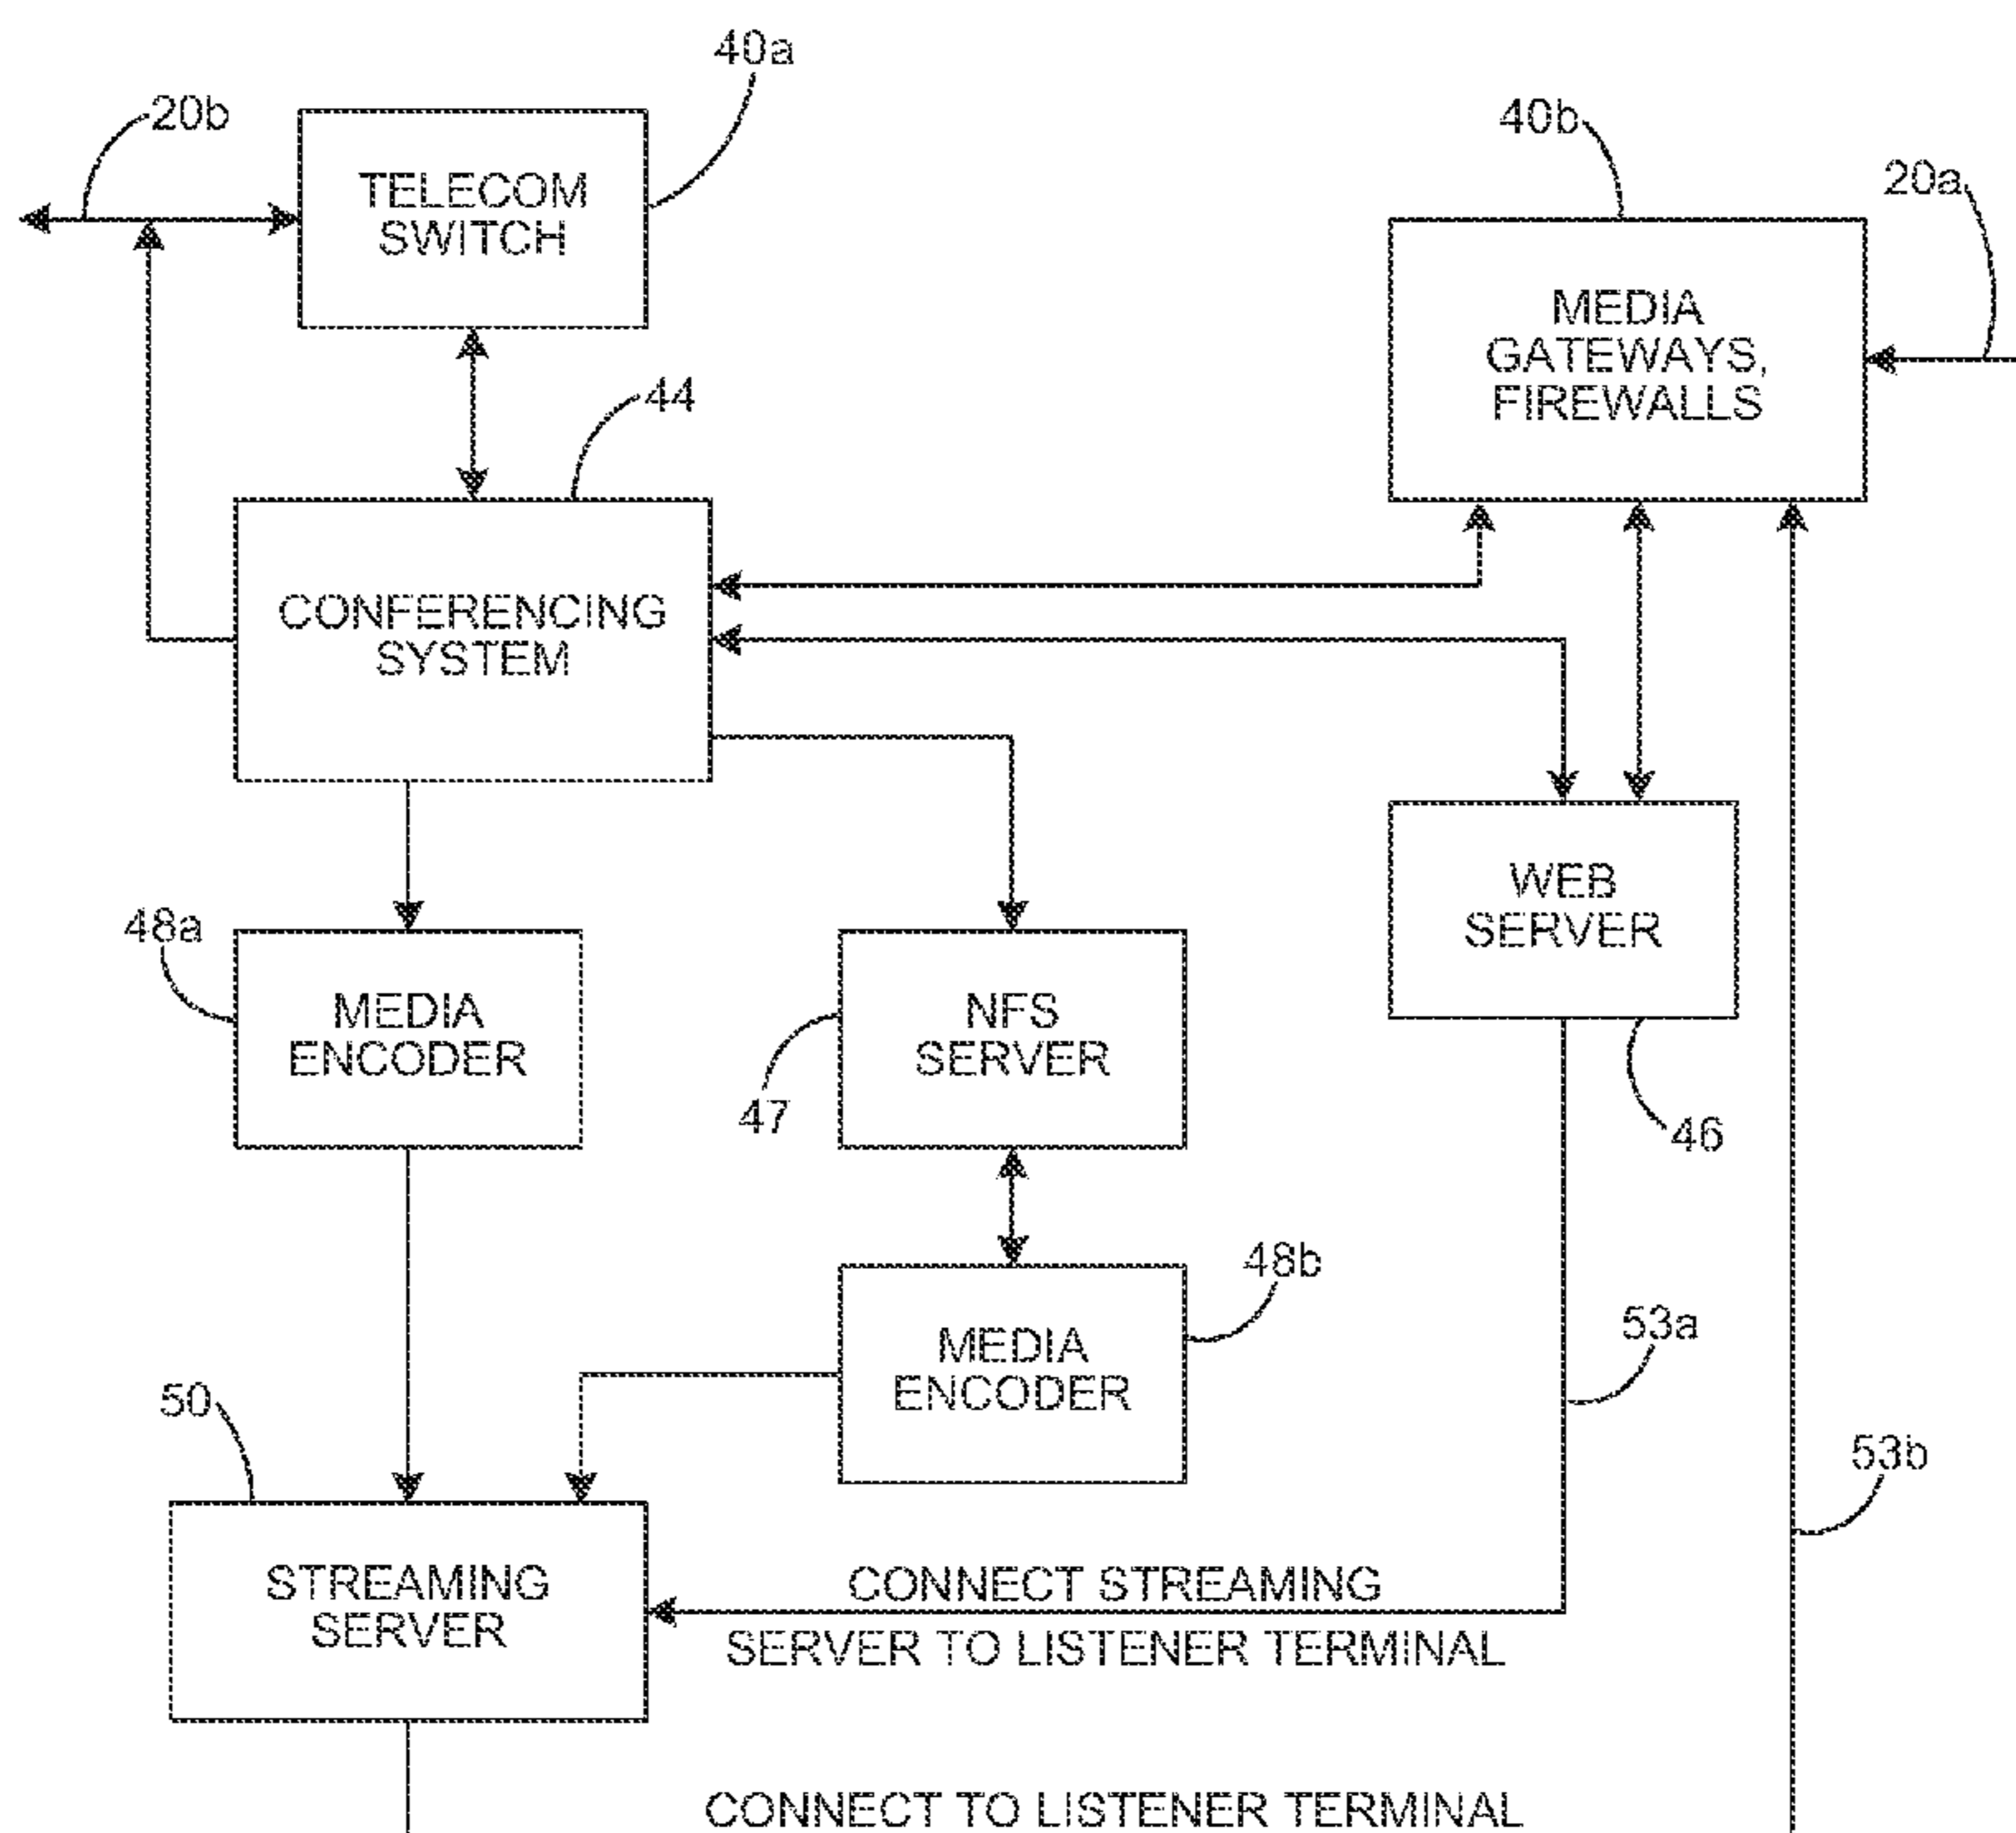 40a
20b
40b
TELECOM
SWITCH
20a
MEDIA
GATEWAYS,
FIREWALLS
44
CONFERENCING
SYSTEM
WEB
SERVER
48a
MEDIA
ENCODER
NFS
SERVER
47
46
48b
MEDIA
ENCODER
53a
50
53b
STREAMING
SERVER
CONNECT STREAMING
SERVER TO LISTENER TERMINAL
CONNECT TO LISTENER TERMINAL